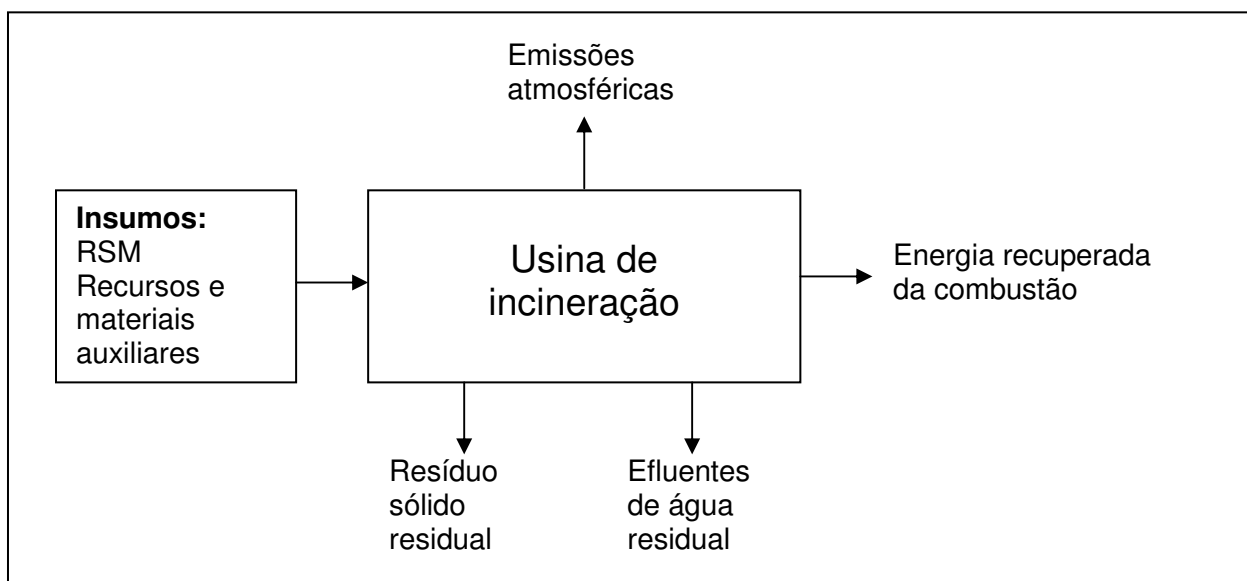 Emissões
atmosféricas
Insumos:
RSM
Recursos e
materiais
auxiliares
Usina de
incineração
Energia recuperada
da combustão
Resíduo
sólido
residual
Efluentes
de água
residual